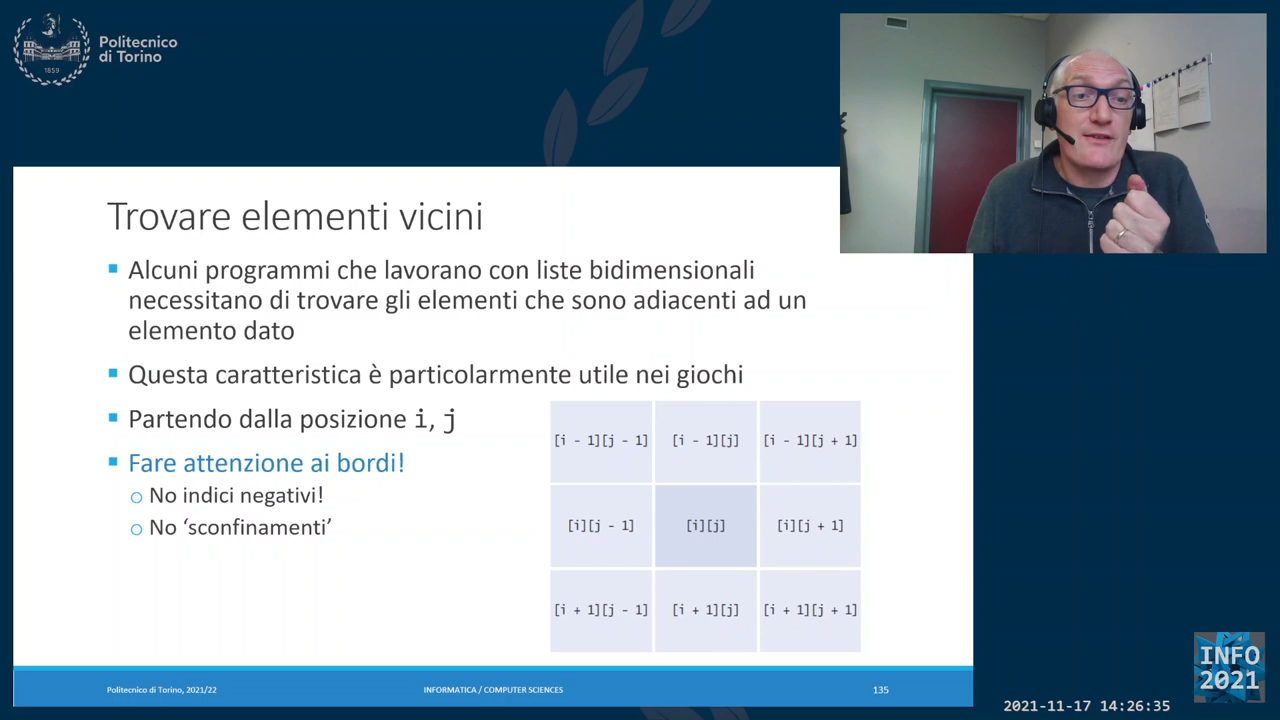 Politecnico
di Torino
1859
Trovare elementi vicini
Alcuni programmi che lavorano con liste bidimensionali
necessitano di trovare gli elementi che sono adiacenti ad un
elemento dato
Questa caratteristica è particolarmente utile nei giochi
Partendo dalla posizione i, j
Fare attenzione ai bordi!
No indici negativi!
No ‘sconfinamenti’
[i - 1][j - 1] [i - 1][j] [i - 1][j + 1]
[i][j - 1] [i][j] [i][j + 1]
[i + 1][j - 1] [i + 1][j] [i + 1][j + 1]
Politecnico di Torino, 2021/22 INFORMATICA / COMPUTER SCIENCES 135
INFO
2021
2021-11-17 14:26:35